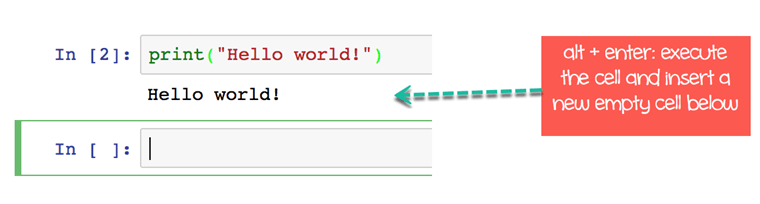 In [2]: print("Hello world!")
Hello world!
In [ ]:
alt + enter: execute
the cell and insert a
new empty cell below